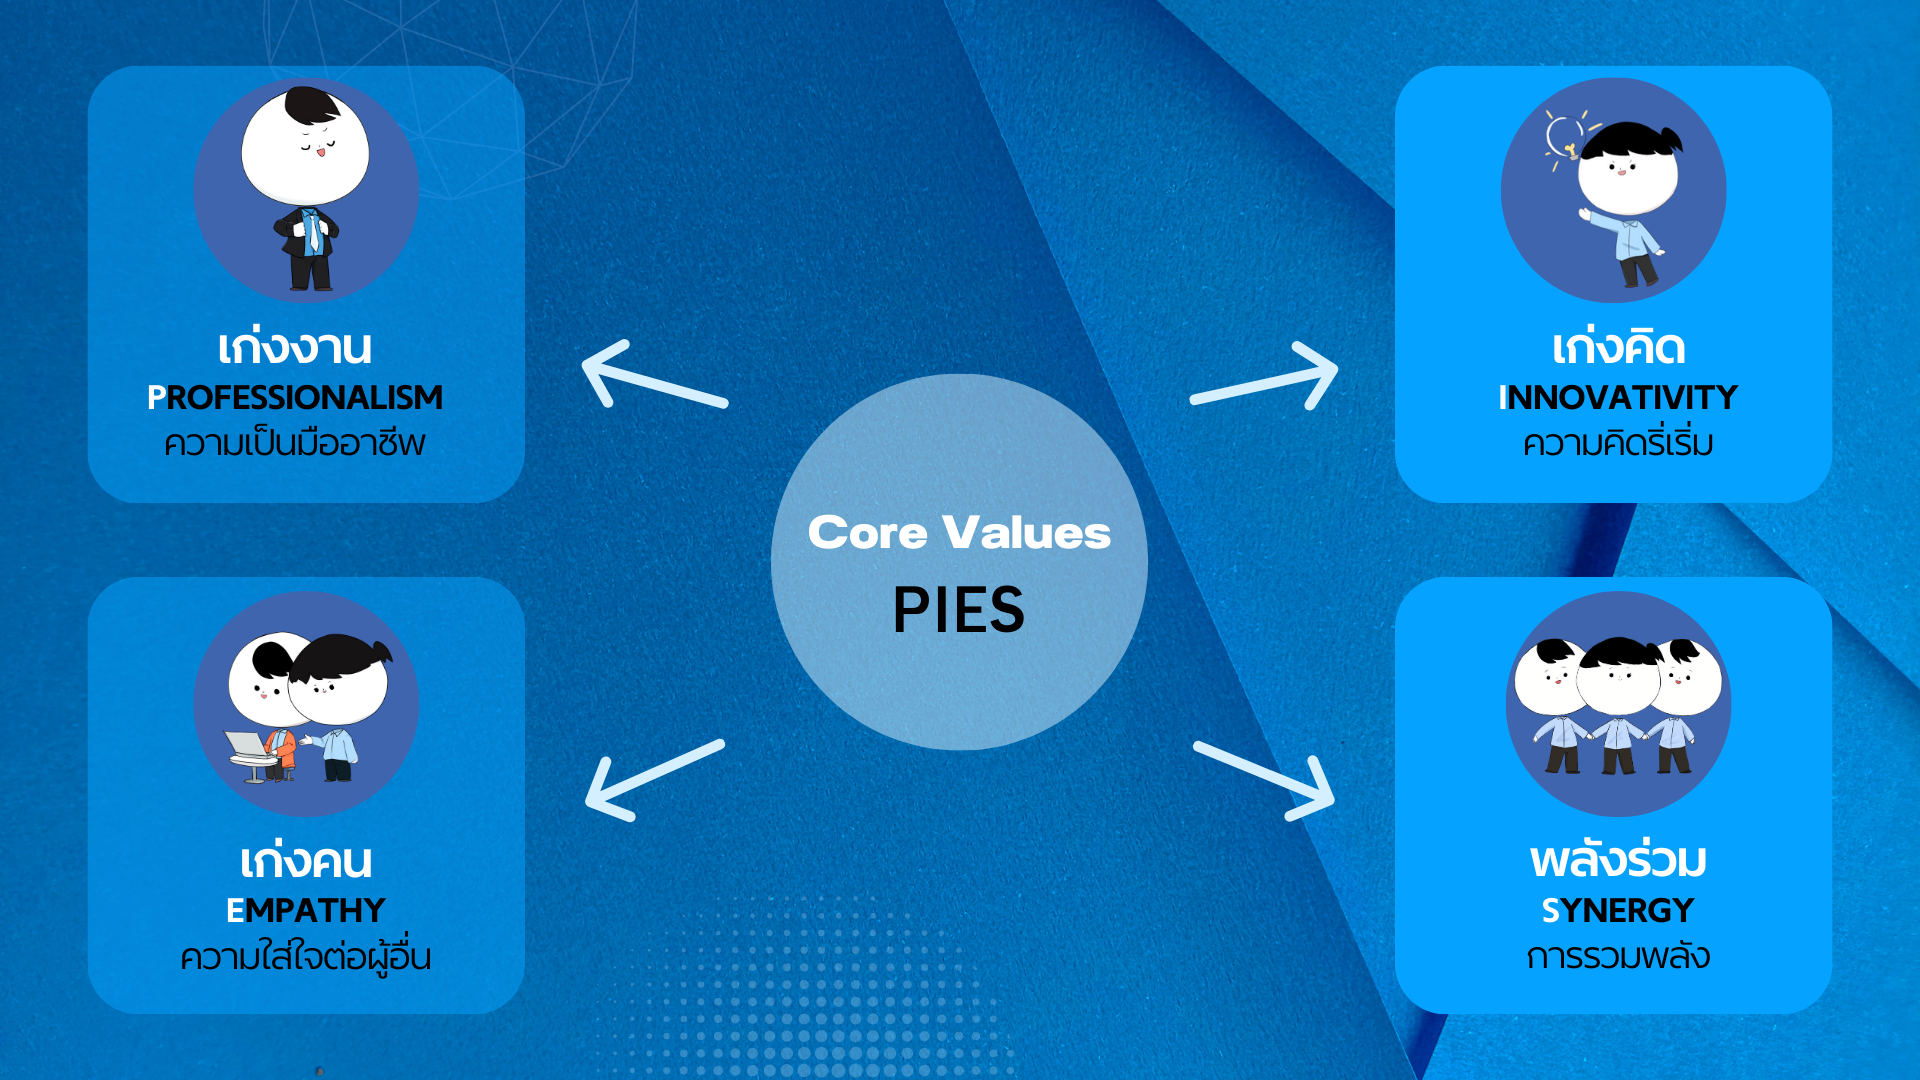 เก่งงาน
PROFESSIONALISM
ความเป็นมืออาชีพ
เก่งคิด
INNOVATIVITY
ความคิดริ่เริ่ม
Core Values
PIES
เก่งคน
EMPATHY
ความใส่ใจต่อผู้อื่น
พลังร่วม
SYNERGY
การรวมพลัง